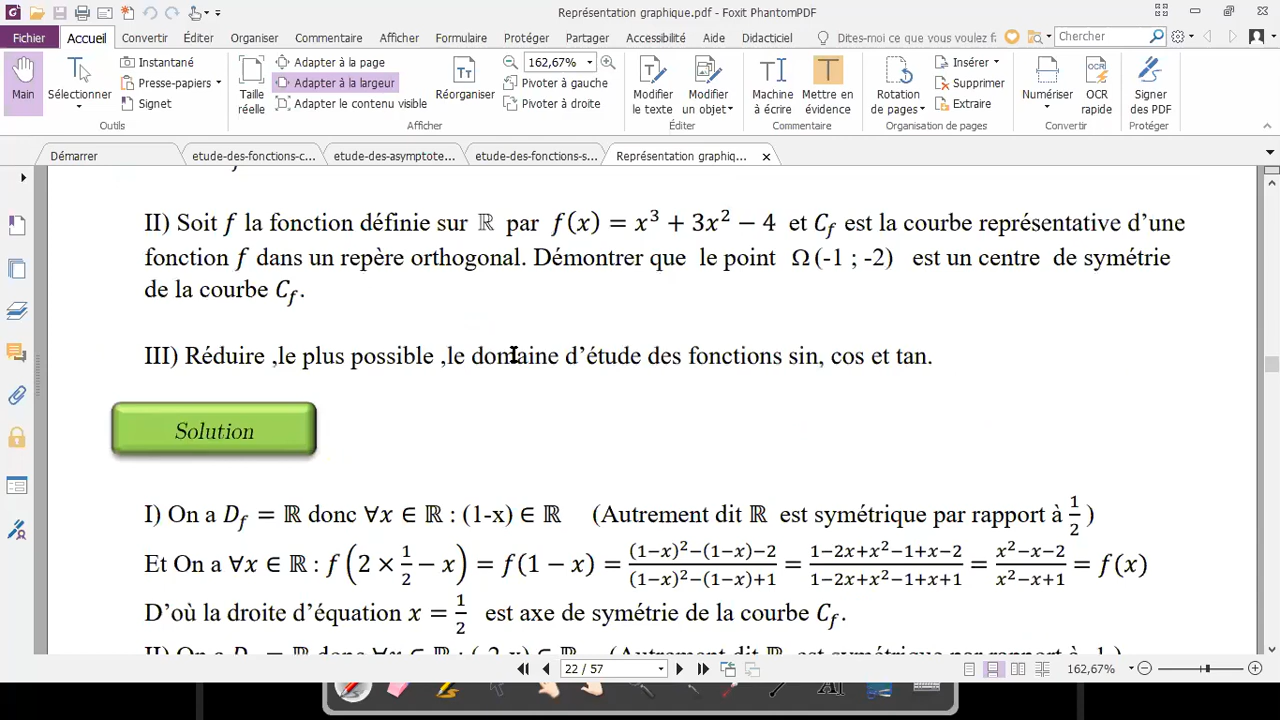 Représentation graphique.pdf - Foxit PhantomPDF
Fichier Accueil Convertir Éditer Organiser Commentaire Afficher Formulaire Protéger Partager Accessibilité Aide Didacticiel Dites-moi ce que vous voulez f Chercher
Main
Sélectionner
Instantané
Presse-papiers
Signet
Outils
Taille réelle
Adapter à la page
Adapter à la largeur
Adapter le contenu visible
Réorganiser
162,67%
Pivoter à gauche
Pivoter à droite
Afficher
Modifier le texte
Modifier un objet
Éditer
Machine à écrire
Mettre en évidence
Commentaire
Rotation de pages
Insérer
Supprimer
Extraire
Organisation de pages
Numériser
OCR rapide
Convertir
Signer des PDF
Protéger
Démarrer etude-des-fonctions-c... etude-des-asymptote... etude-des-fonctions-s... Représentation graphiq...
II) Soit f la fonction définie sur ℝ par f(x) = x³ + 3x² − 4 et C_f est la courbe représentative d’une
fonction f dans un repère orthogonal. Démontrer que le point Ω (-1 ; -2) est un centre de symétrie
de la courbe C_f.
III) Réduire ,le plus possible ,le domaine d’étude des fonctions sin, cos et tan.
Solution
I) On a D_f = ℝ donc ∀x ∈ ℝ : (1-x) ∈ ℝ (Autrement dit ℝ est symétrique par rapport à 1/2 )
Et On a ∀x ∈ ℝ : f(2 × 1/2 − x) = f(1 − x) = ((1−x)²−(1−x)−2)/((1−x)²−(1−x)+1) = (1−2x+x²−1+x−2)/(1−2x+x²−1+x+1) = (x²−x−2)/(x²−x+1) = f(x)
D’où la droite d’équation x = 1/2 est axe de symétrie de la courbe C_f.
22 / 57
162,67%